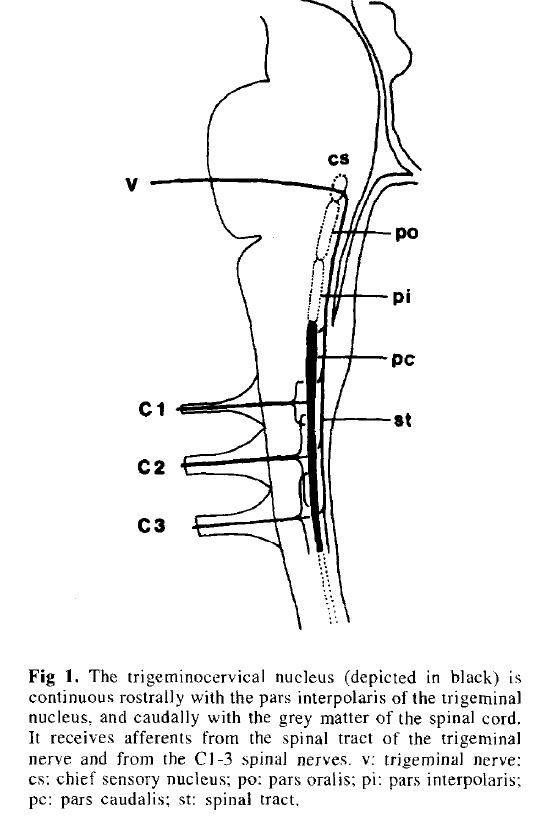 cs
V
po
pi
pc
C1
st
C2
C3
Fig 1. The trigeminocervical nucleus (depicted in black) is
continuous rostrally with the pars interpolaris of the trigeminal
nucleus, and caudally with the grey matter of the spinal cord.
It receives afferents from the spinal tract of the trigeminal
nerve and from the C1-3 spinal nerves. v: trigeminal nerve;
cs: chief sensory nucleus; po: pars oralis; pi: pars interpolaris;
pc: pars caudalis; st: spinal tract.